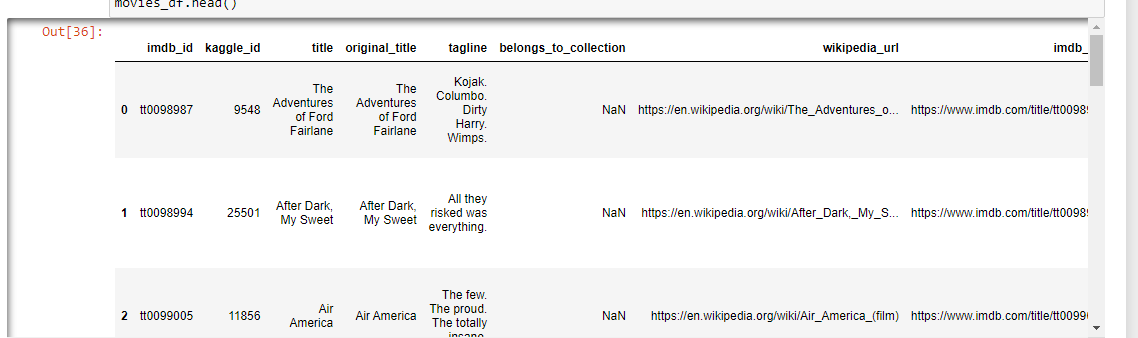 movies_df.head()
Out[36]:
imdb_id kaggle_id title original_title tagline belongs_to_collection wikipedia_url imdb_
0 tt0098987 9548 The Adventures of Ford Fairlane The Adventures of Ford Fairlane Kojak. Columbo. Dirty Harry. Wimps. NaN https://en.wikipedia.org/wiki/The_Adventures_o... https://www.imdb.com/title/tt0098
1 tt0098994 25501 After Dark, My Sweet After Dark, My Sweet All they risked was everything. NaN https://en.wikipedia.org/wiki/After_Dark,_My_S... https://www.imdb.com/title/tt0098
2 tt0099005 11856 Air America Air America The few. The proud. The totally insane. NaN https://en.wikipedia.org/wiki/Air_America_(film) https://www.imdb.com/title/tt0099